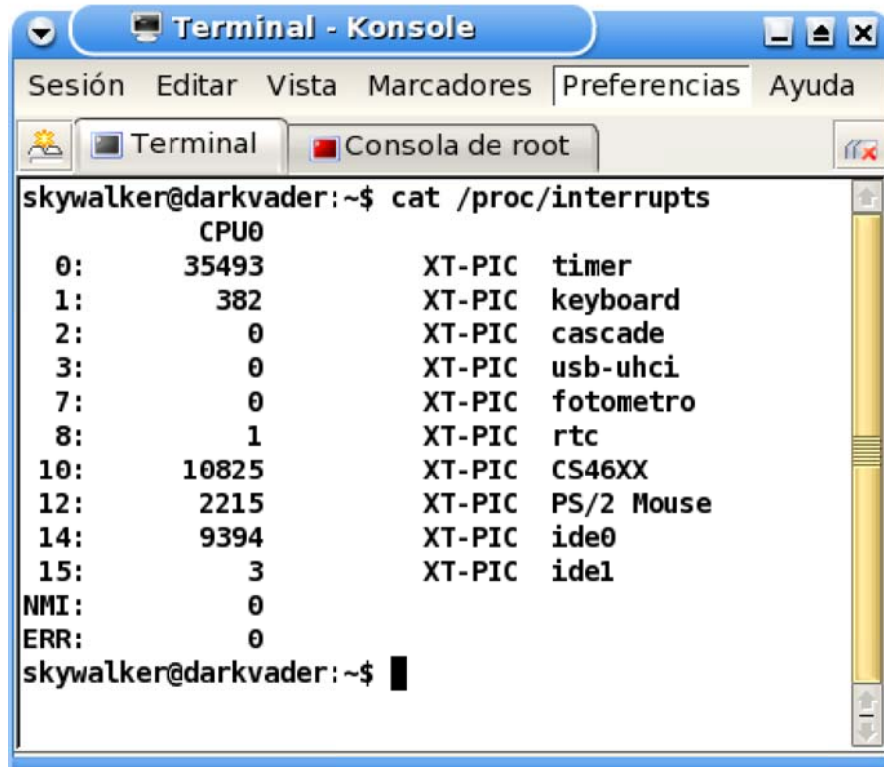 Terminal - Konsole
Sesión Editar Vista Marcadores Preferencias Ayuda
Terminal Consola de root
skywalker@darkvader:~$ cat /proc/interrupts
CPU0
0: 35493 XT-PIC timer
1: 382 XT-PIC keyboard
2: 0 XT-PIC cascade
3: 0 XT-PIC usb-uhci
7: 0 XT-PIC fotometro
8: 1 XT-PIC rtc
10: 10825 XT-PIC CS46XX
12: 2215 XT-PIC PS/2 Mouse
14: 9394 XT-PIC ide0
15: 3 XT-PIC ide1
NMI: 0
ERR: 0
skywalker@darkvader:~$